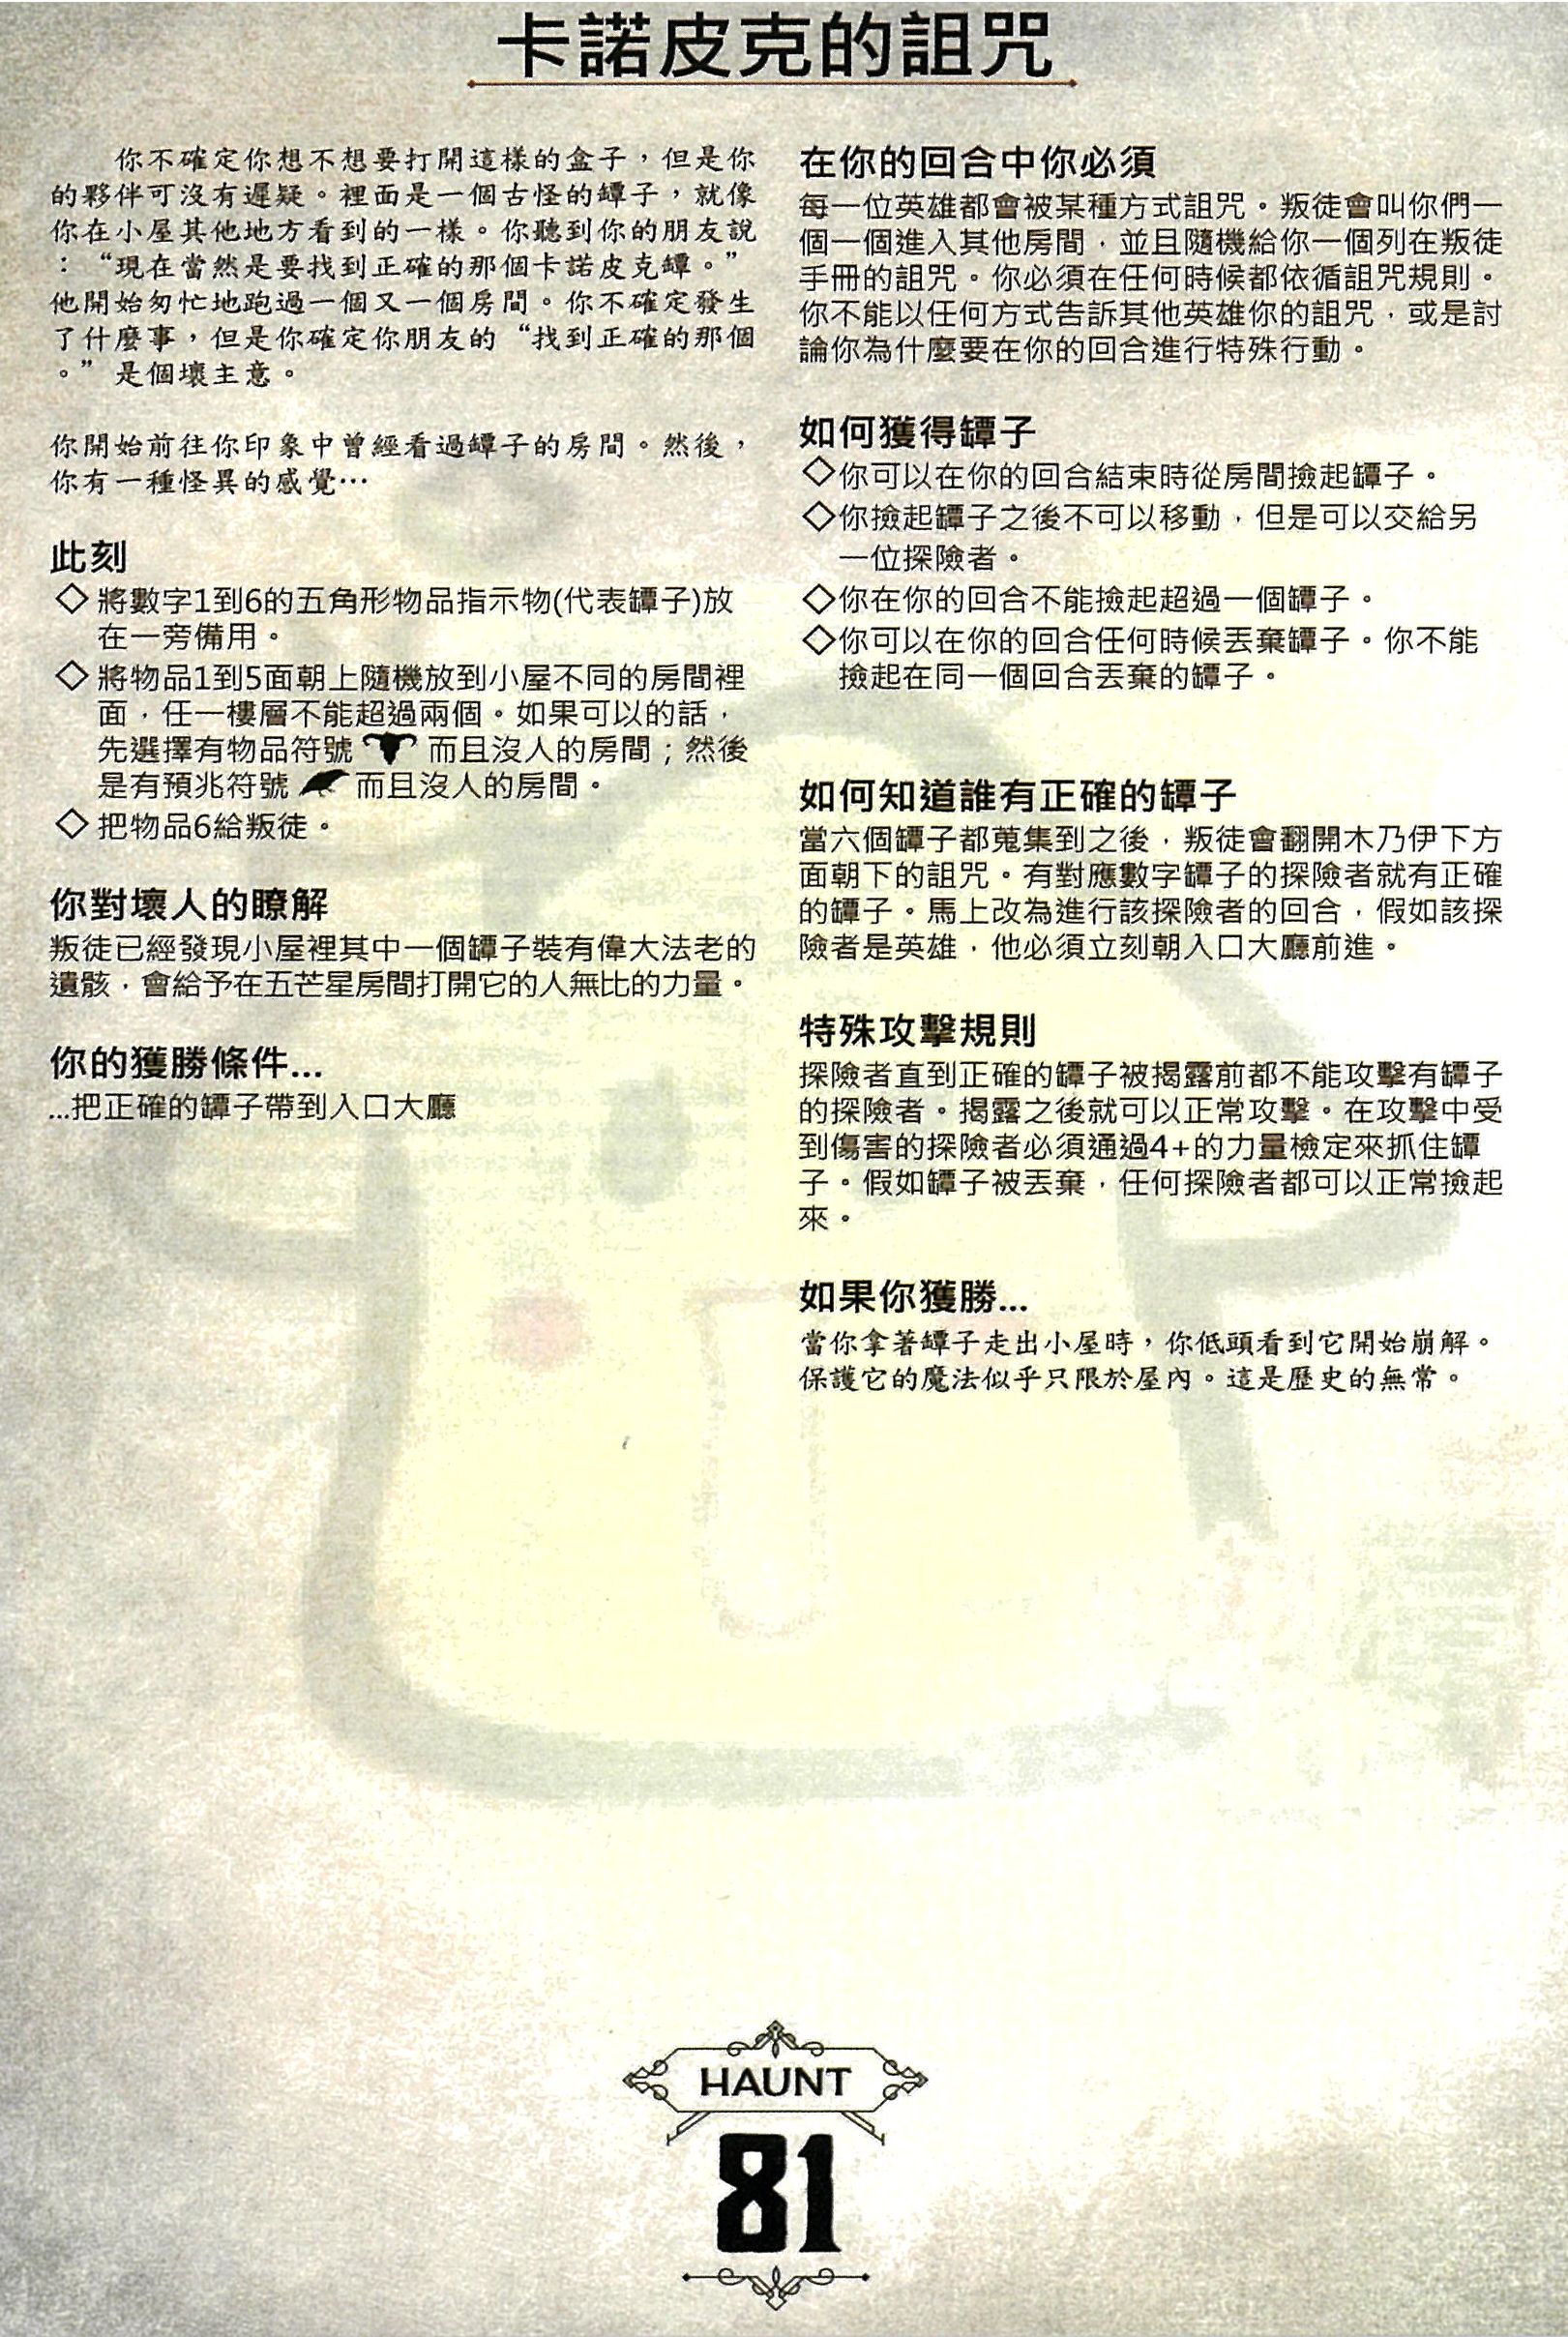 卡諾皮克的詛咒
你不確定你想不想要打開這樣的盒子，但是你
的夥伴可沒有遲疑。裡面是一個古怪的罈子，就像
你在小屋其他地方看到的一樣。你聽到你的朋友說
：“現在當然是要找到正確的那個卡諾皮克罈。”
他開始匆忙地跑過一個又一個房間。你不確定發生
了什麼事，但是你確定你朋友的“找到正確的那個
。”是個壞主意。
你開始前往你印象中曾經看過罈子的房間。然後，
你有一種怪異的感覺…
此刻
◇ 將數字1到6的五角形物品指示物(代表罈子)放
在一旁備用。
◇ 將物品1到5面朝上隨機放到小屋不同的房間裡
面，任一樓層不能超過兩個。如果可以的話，
先選擇有物品符號 而且沒人的房間；然後
是有預兆符號 而且沒人的房間。
◇ 把物品6給叛徒。
你對壞人的瞭解
叛徒已經發現小屋裡其中一個罈子裝有偉大法老的
遺骸，會給予在五芒星房間打開它的人無比的力量。
你的獲勝條件...
...把正確的罈子帶到入口大廳
在你的回合中你必須
每一位英雄都會被某種方式詛咒。叛徒會叫你們一
個一個進入其他房間，並且隨機給你一個列在叛徒
手冊的詛咒。你必須在任何時候都依循詛咒規則。
你不能以任何方式告訴其他英雄你的詛咒，或是討
論你為什麼要在你的回合進行特殊行動。
如何獲得罈子
◇你可以在你的回合結束時從房間撿起罈子。
◇你撿起罈子之後不可以移動，但是可以交給另
一位探險者。
◇你在你的回合不能撿起超過一個罈子。
◇你可以在你的回合任何時候丟棄罈子。你不能
撿起在同一個回合丟棄的罈子。
如何知道誰有正確的罈子
當六個罈子都蒐集到之後，叛徒會翻開木乃伊下方
面朝下的詛咒。有對應數字罈子的探險者就有正確
的罈子。馬上改為進行該探險者的回合，假如該探
險者是英雄，他必須立刻朝入口大廳前進。
特殊攻擊規則
探險者直到正確的罈子被揭露前都不能攻擊有罈子
的探險者。揭露之後就可以正常攻擊。在攻擊中受
到傷害的探險者必須通過4+的力量檢定來抓住罈
子。假如罈子被丟棄，任何探險者都可以正常撿起
來。
如果你獲勝...
當你拿著罈子走出小屋時，你低頭看到它開始崩解。
保護它的魔法似乎只限於屋內。這是歷史的無常。
HAUNT
81